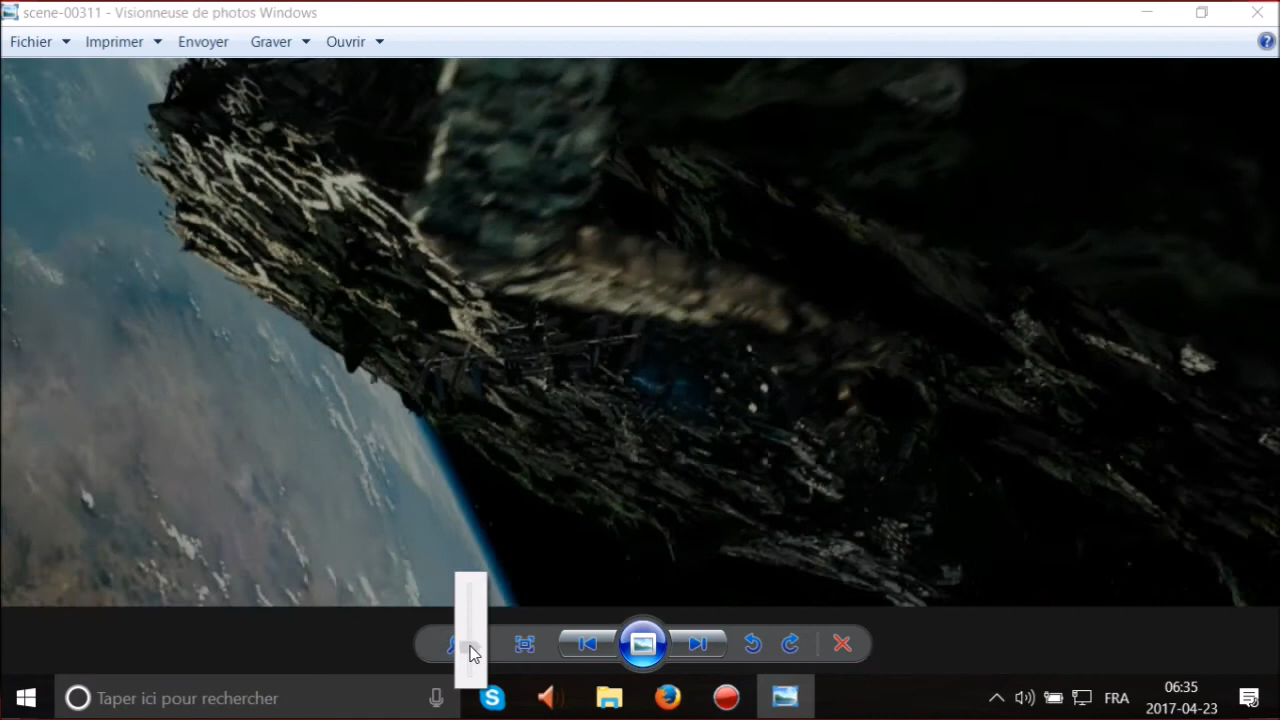 scene-00311 - Visionneuse de photos Windows
Fichier Imprimer Envoyer Graver Ouvrir
?
Taper ici pour rechercher
S
FRA
06:35
2017-04-23